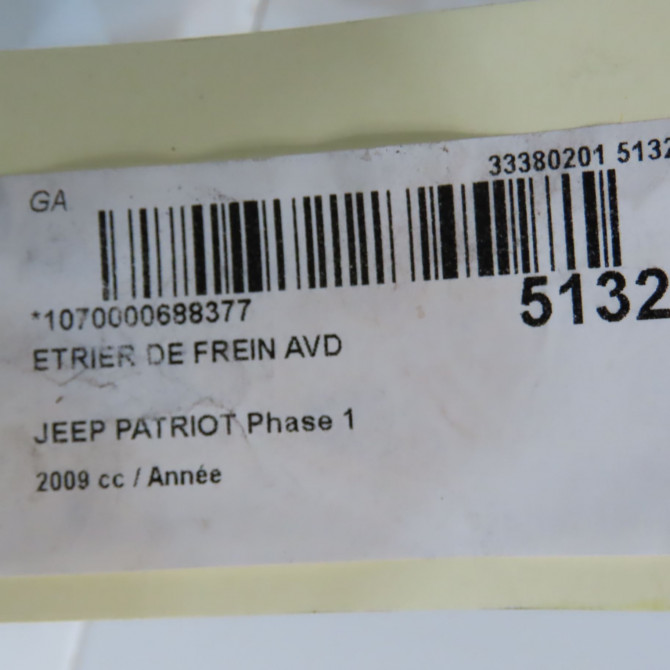 33380201 5132
GA
*1070000688377
5132
ETRIER DE FREIN AVD
JEEP PATRIOT Phase 1
2009 cc / Année